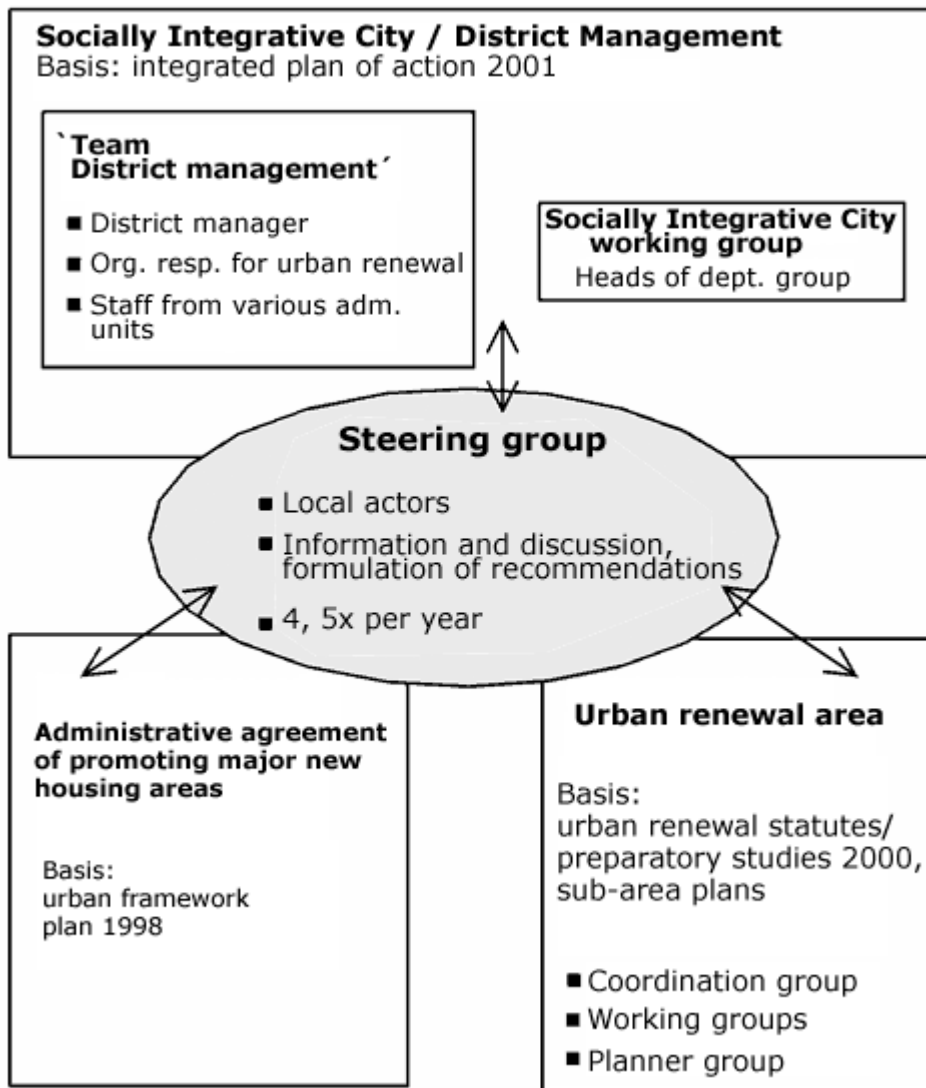 Socially Integrative City / District Management
Basis: integrated plan of action 2001
`Team
District management´
■ District manager
■ Org. resp. for urban renewal
■ Staff from various adm.
units
Socially Integrative City
working group
Heads of dept. group
Steering group
■ Local actors
■ Information and discussion,
formulation of recommendations
■ 4, 5x per year
Administrative agreement
of promoting major new
housing areas
Basis:
urban framework
plan 1998
Urban renewal area
Basis:
urban renewal statutes/
preparatory studies 2000,
sub-area plans
■ Coordination group
■ Working groups
■ Planner group